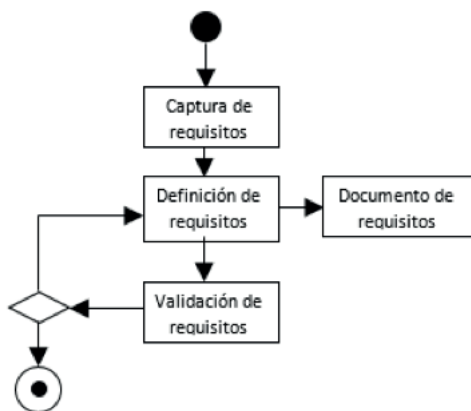 Captura de
requisitos
Definición de
requisitos
Documento de
requisitos
Validación de
requisitos